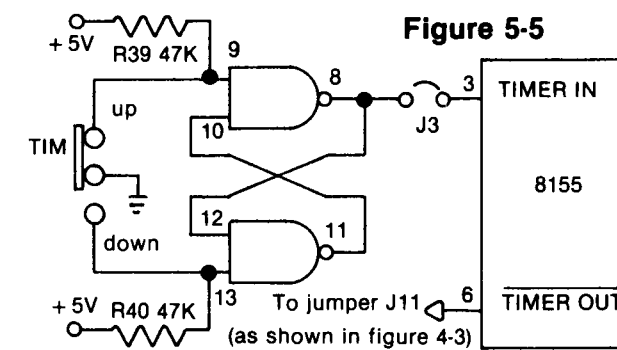 Figure 5-5
+ 5V
R39 47K
9
8
3
TIMER IN
up
10
J3
TIM
8155
12
11
down
13
+ 5V
R40 47K
To jumper J11
6
TIMER OUT
(as shown in figure 4-3)